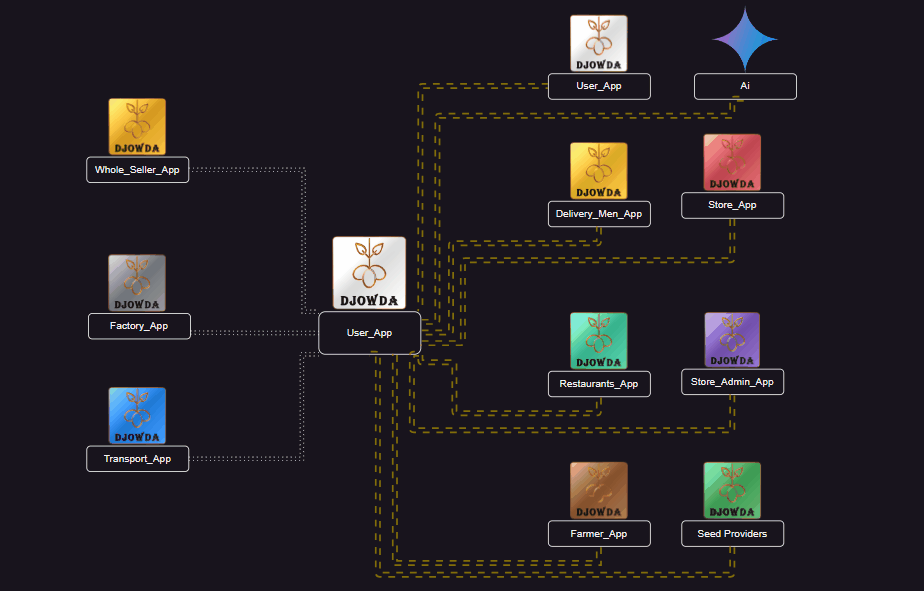 DJOWDA
User_App
Ai
DJOWDA
Whole_Seller_App
DJOWDA
Delivery_Men_App
DJOWDA
Store_App
DJOWDA
Factory_App
DJOWDA
User_App
DJOWDA
Restaurants_App
DJOWDA
Store_Admin_App
DJOWDA
Transport_App
DJOWDA
Farmer_App
DJOWDA
Seed Providers